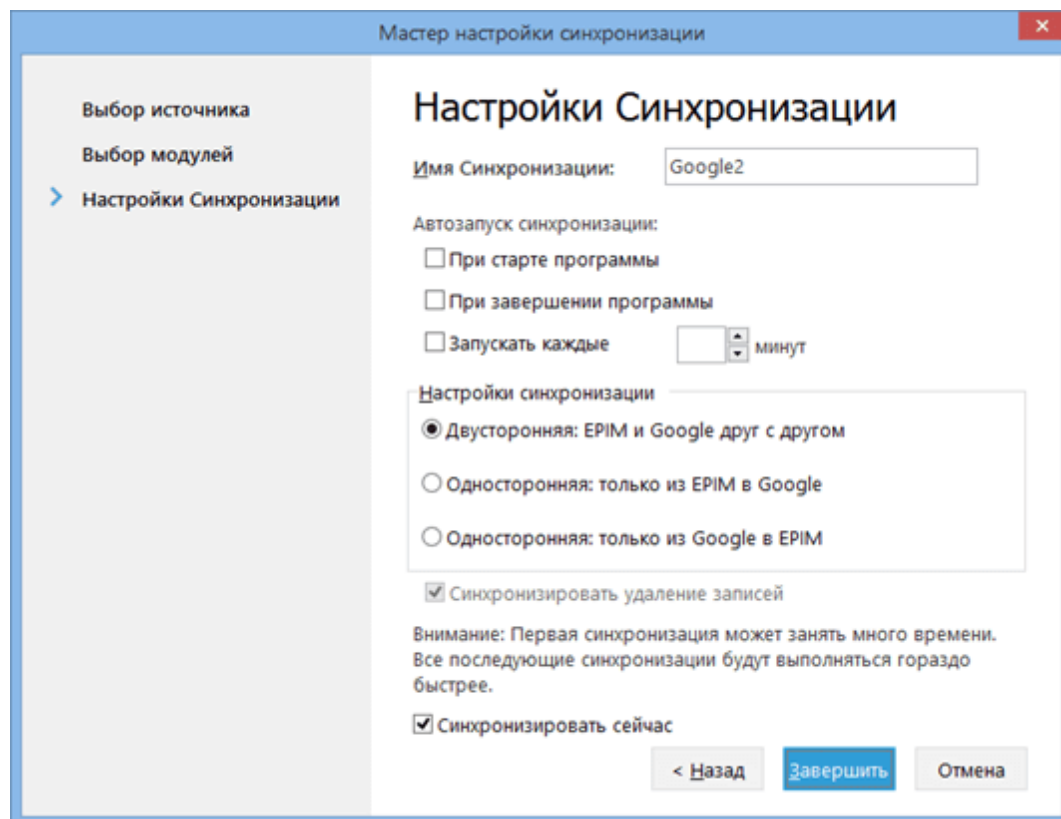 Мастер настройки синхронизации
Выбор источника
Выбор модулей
Настройки Синхронизации
Настройки Синхронизации
Имя Синхронизации: Google2
Автозапуск синхронизации:
При старте программы
При завершении программы
Запускать каждые минут
Настройки синхронизации
Двусторонняя: EPIM и Google друг с другом
Односторонняя: только из EPIM в Google
Односторонняя: только из Google в EPIM
Синхронизировать удаление записей
Внимание: Первая синхронизация может занять много времени.
Все последующие синхронизации будут выполняться гораздо
быстрее.
Синхронизировать сейчас
< Назад Завершить Отмена